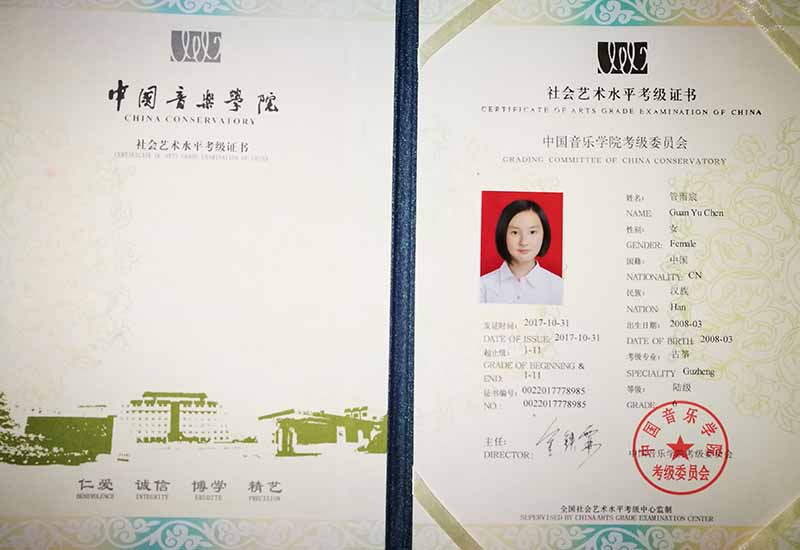 中国音樂學院
CHINA CONSERVATORY
社会艺术水平考级证书
CERTIFICATE OF ARTS GRADE EXAMINATION OF CHINA
仁爱 诚信 博学 精艺
BENEVOLENCE INTEGRITY ERUDITE PRECISION
社会艺术水平考级证书
CERTIFICATE OF ARTS GRADE EXAMINATION OF CHINA
中国音乐学院考级委员会
GRADING COMMITTEE OF CHINA CONSERVATORY
姓名: 管雨宸
NAME: Guan Yu Chen
性别: 女
GENDER: Female
国籍: 中国
NATIONALITY: CN
民族: 汉族
NATION: Han
发证时间: 2017-10-31
DATE OF ISSUE: 2017-10-31
起止级: 1-11
GRADE OF BEGINNING &
END: 1-11
证书编号: 0022017778985
NO.: 0022017778985
出生日期: 2008-03
DATE OF BIRTH: 2008-03
考级专业: 古筝
SPECIALITY: Guzheng
等级: 陆级
GRADE: 6
主任:
DIRECTOR:
中国音乐学院考级委员会
中国音乐学院
考级委员会
全国社会艺术水平考级中心监制
SUPERVISED BY CHINA ARTS GRADE EXAMINATION CENTER